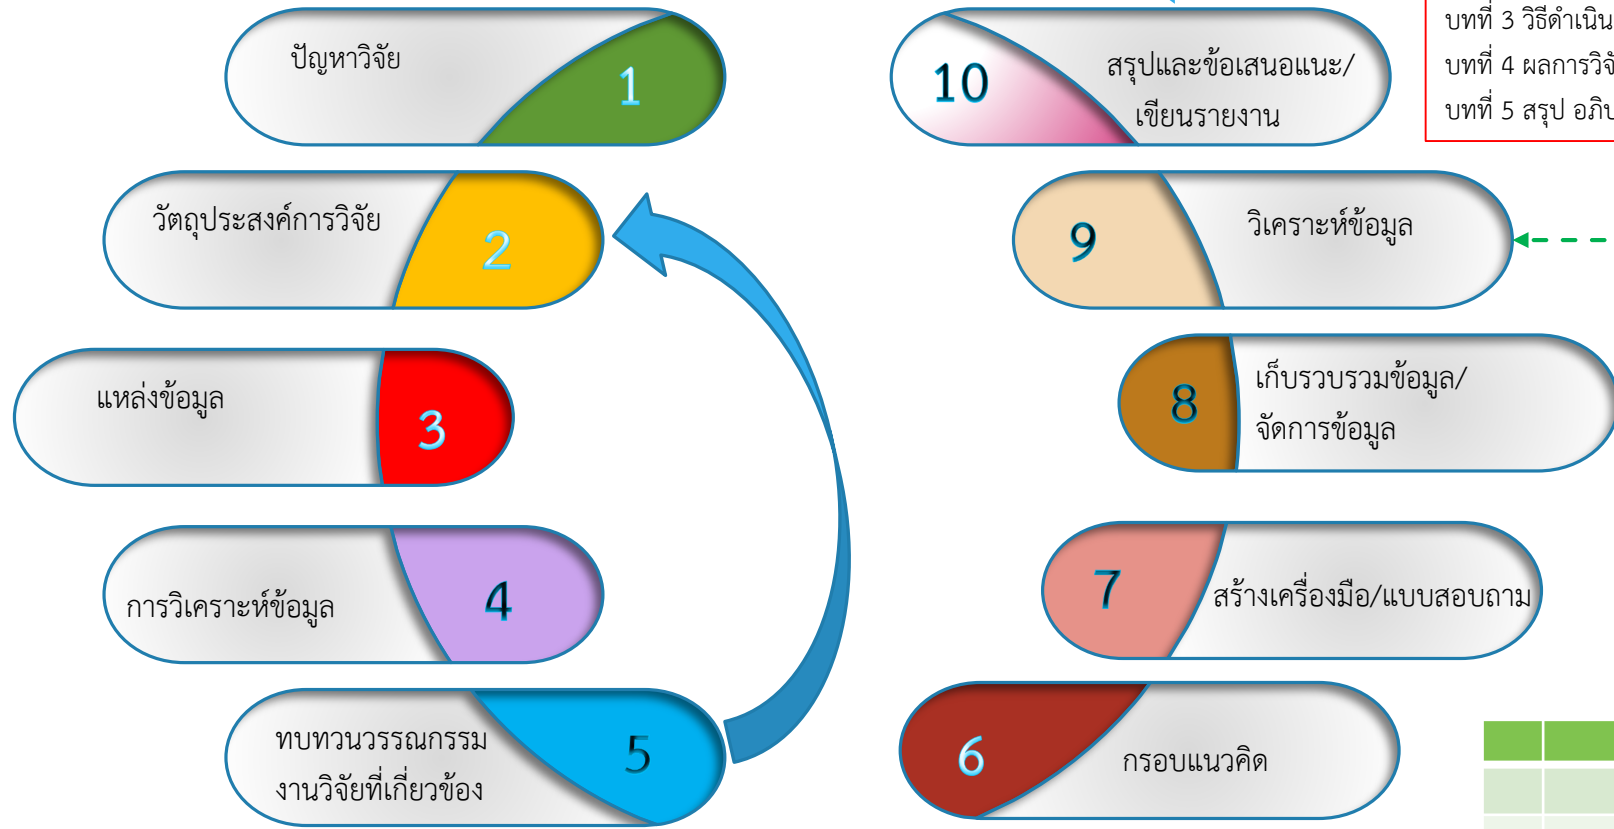 ปัญหาวิจัย
1
วัตถุประสงค์การวิจัย
2
แหล่งข้อมูล
3
การวิเคราะห์ข้อมูล
4
ทบทวนวรรณกรรม
งานวิจัยที่เกี่ยวข้อง
5
10
สรุปและข้อเสนอแนะ/
เขียนรายงาน
9
วิเคราะห์ข้อมูล
8
เก็บรวบรวมข้อมูล/
จัดการข้อมูล
7
สร้างเครื่องมือ/แบบสอบถาม
6
กรอบแนวคิด
บทที่ 3 วิธีดำเนิน
บทที่ 4 ผลการวิจั
บทที่ 5 สรุป อภิป